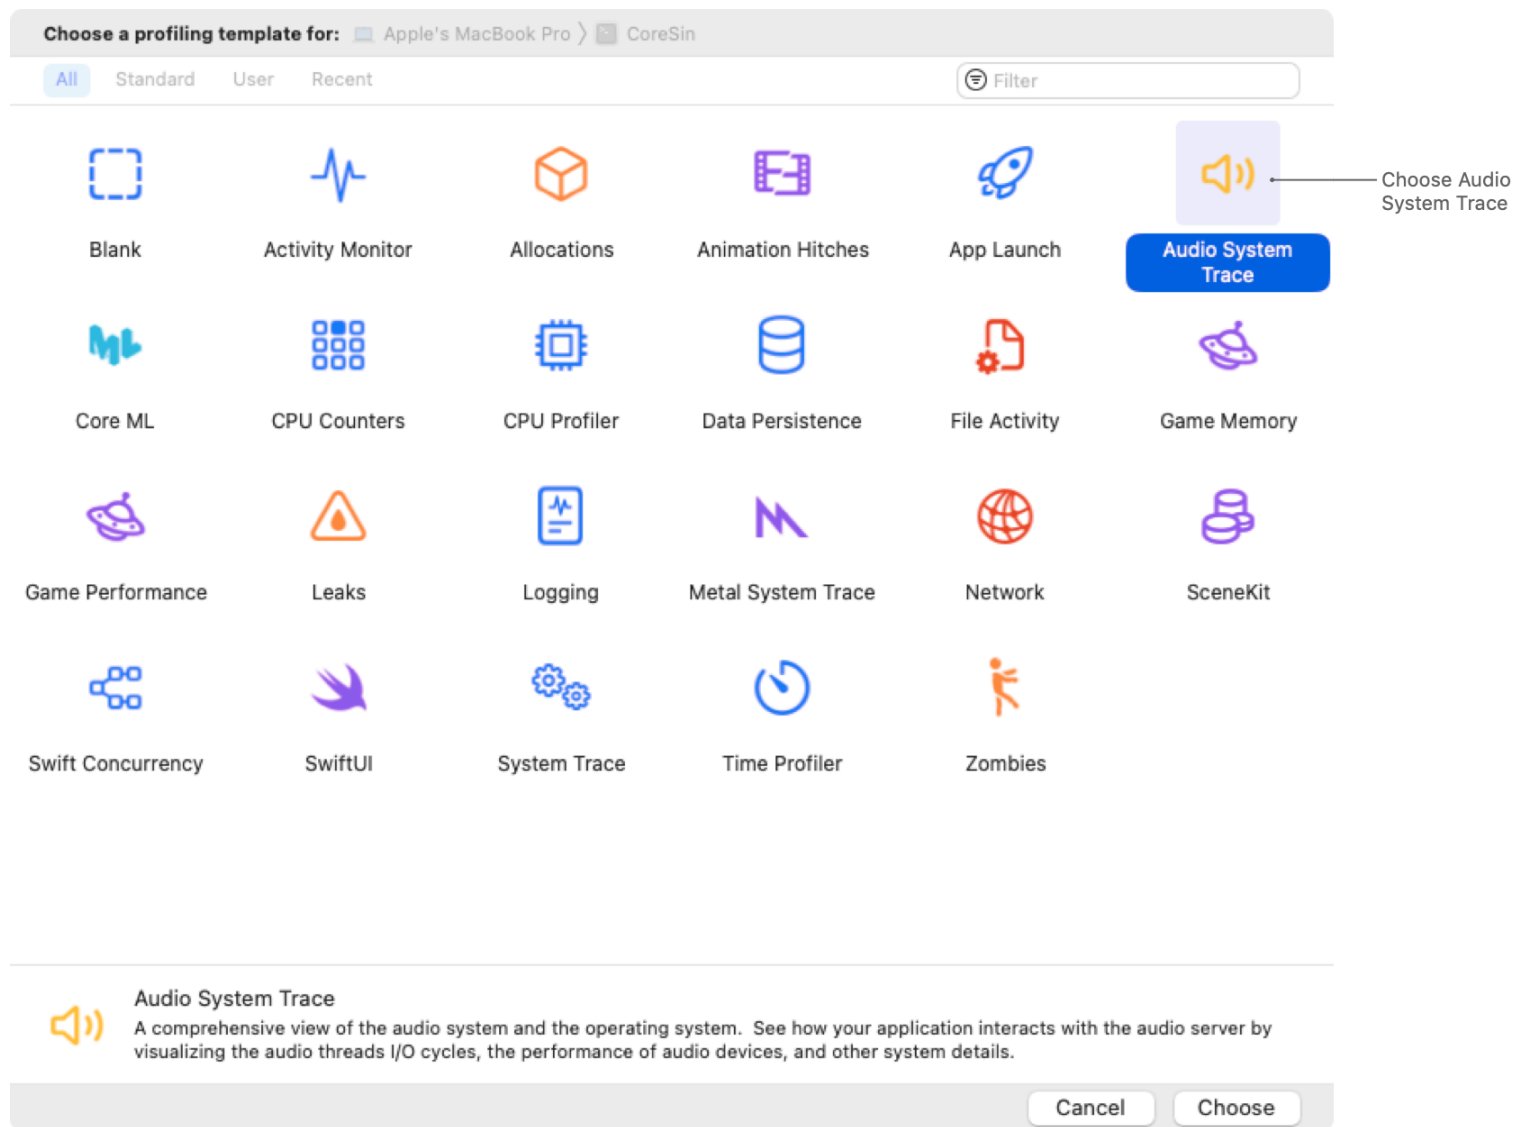 Choose a profiling template for: Apple's MacBook Pro CoreSin
All Standard User Recent Filter
Blank Activity Monitor Allocations Animation Hitches App Launch Audio System
Trace
Choose Audio
System Trace
Core ML CPU Counters CPU Profiler Data Persistence File Activity Game Memory
Game Performance Leaks Logging Metal System Trace Network SceneKit
Swift Concurrency SwiftUI System Trace Time Profiler Zombies
Audio System Trace
A comprehensive view of the audio system and the operating system. See how your application interacts with the audio server by
visualizing the audio threads I/O cycles, the performance of audio devices, and other system details.
Cancel Choose